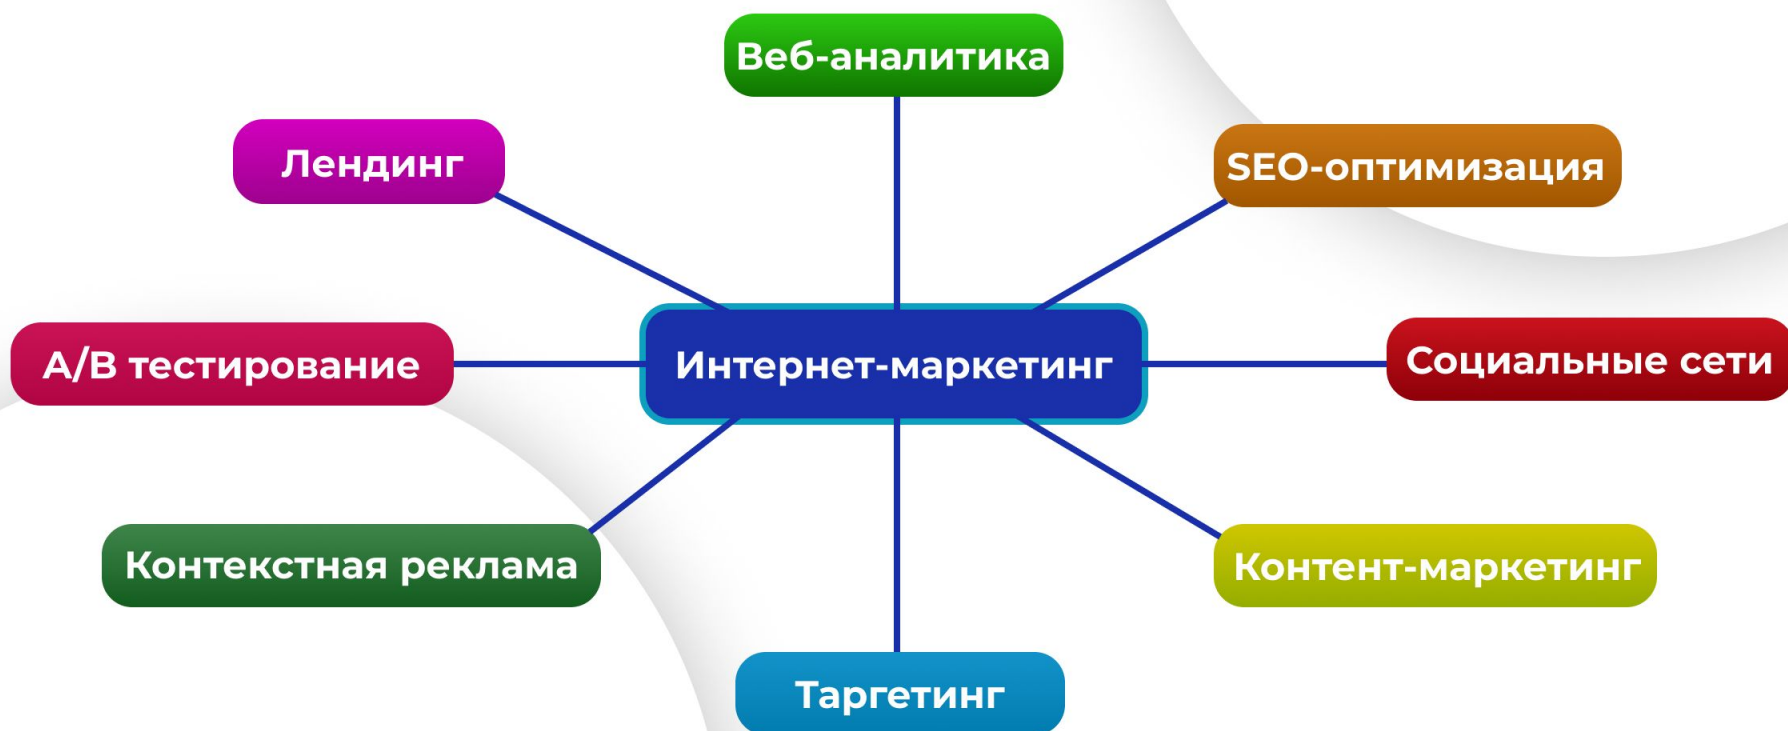 Веб-аналитика
Лендинг
SEO-оптимизация
А/В тестирование
Интернет-маркетинг
Социальные сети
Контекстная реклама
Контент-маркетинг
Таргетинг